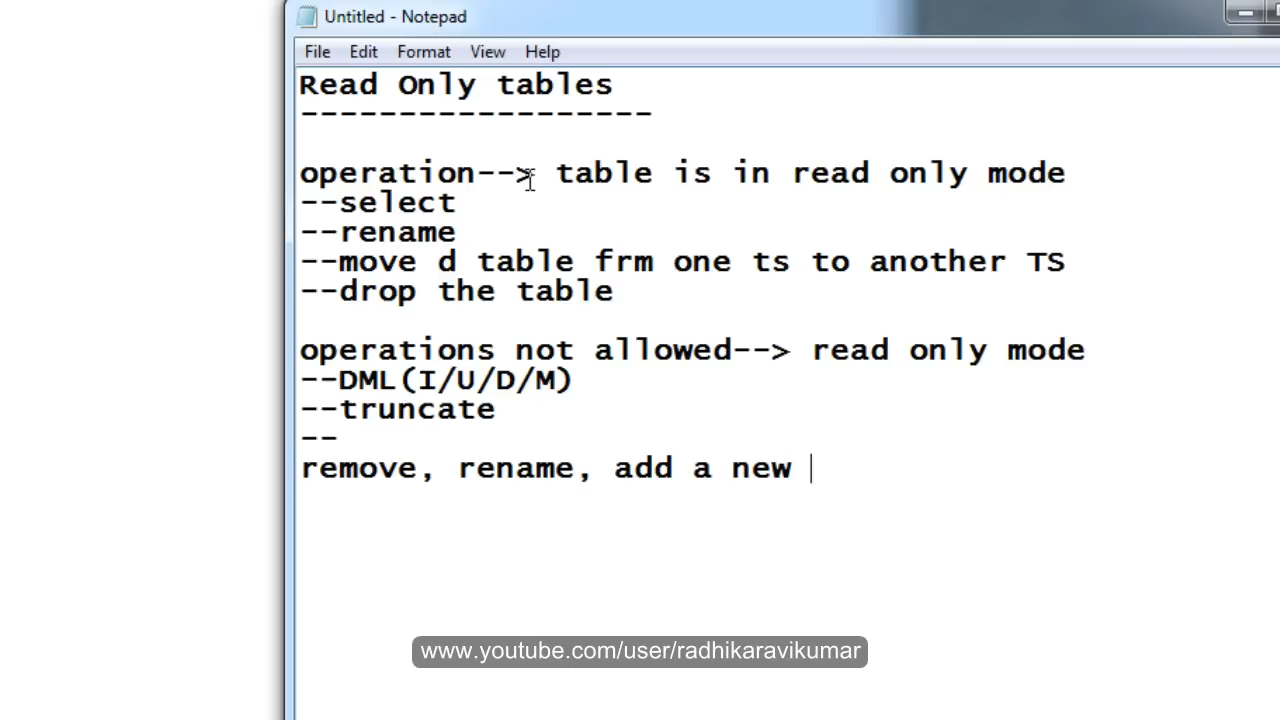 Untitled - Notepad
File Edit Format View Help
Read Only tables
------------------
operation--> table is in read only mode
--select
--rename
--move d table frm one ts to another TS
--drop the table
operations not allowed--> read only mode
--DML(I/U/D/M)
--truncate
--
remove, rename, add a new
www.youtube.com/user/radhikaravikumar